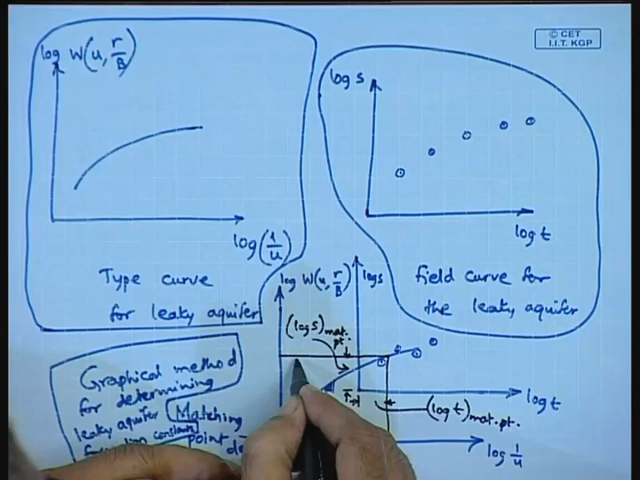 © CET
I.I.T. KGP
log W(u, r/B)
log(1/u)
Type curve
for leaky aquifer
log s
log t
Field curve for
the leaky aquifer
log W(u, r/B)
log s
(log s)mat. pt.
log t
(log t)mat. pt.
log 1/u
Graphical method
for determining
leaky aquifer
constants
Matching
point